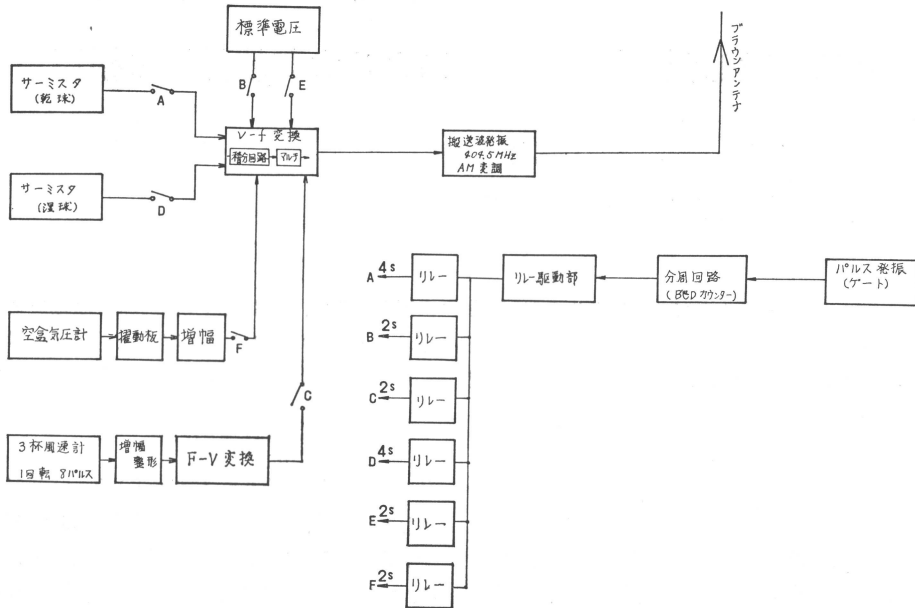 標準電圧
B
E
サーミスタ
(乾球)
A
V-f 変換
積分回路
マルチ
サーミスタ
(湿球)
D
搬送波発振
404.5MHz
AM変調
ブラウンアンテナ
空盒気圧計
擢動板
増幅
F
C
3杯風速計
1回転 8パルス
増幅
整形
F-V 変換
A 4s リレー
B 2s リレー
C 2s リレー
D 4s リレー
E 2s リレー
F 2s リレー
リレー駆動部
分周回路
(BCDカウンター)
パルス発振
(ゲート)